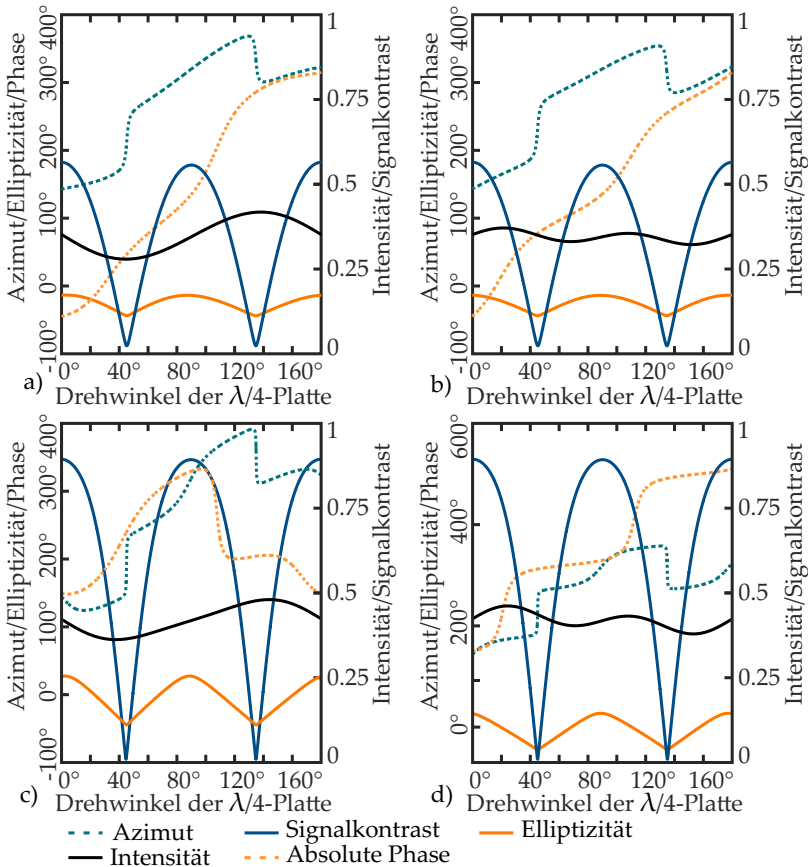 400°
300°
200°
100°
0°
-100°
Azimut/Elliptizität/Phase
1
0.75
0.5
0.25
0
Intensität/Signalkontrast
0° 40° 80° 120° 160°
a) Drehwinkel der λ/4-Platte
400°
300°
200°
100°
0°
-100°
Azimut/Elliptizität/Phase
1
0.75
0.5
0.25
0
Intensität/Signalkontrast
0° 40° 80° 120° 160°
b) Drehwinkel der λ/4-Platte
400°
300°
200°
100°
0°
-100°
Azimut/Elliptizität/Phase
1
0.75
0.5
0.25
0
Intensität/Signalkontrast
0° 40° 80° 120° 160°
c) Drehwinkel der λ/4-Platte
600°
400°
200°
0°
Azimut/Elliptizität/Phase
1
0.75
0.5
0.25
0
Intensität/Signalkontrast
0° 40° 80° 120° 160°
d) Drehwinkel der λ/4-Platte
Azimut Signalkontrast Elliptizität
Intensität Absolute Phase